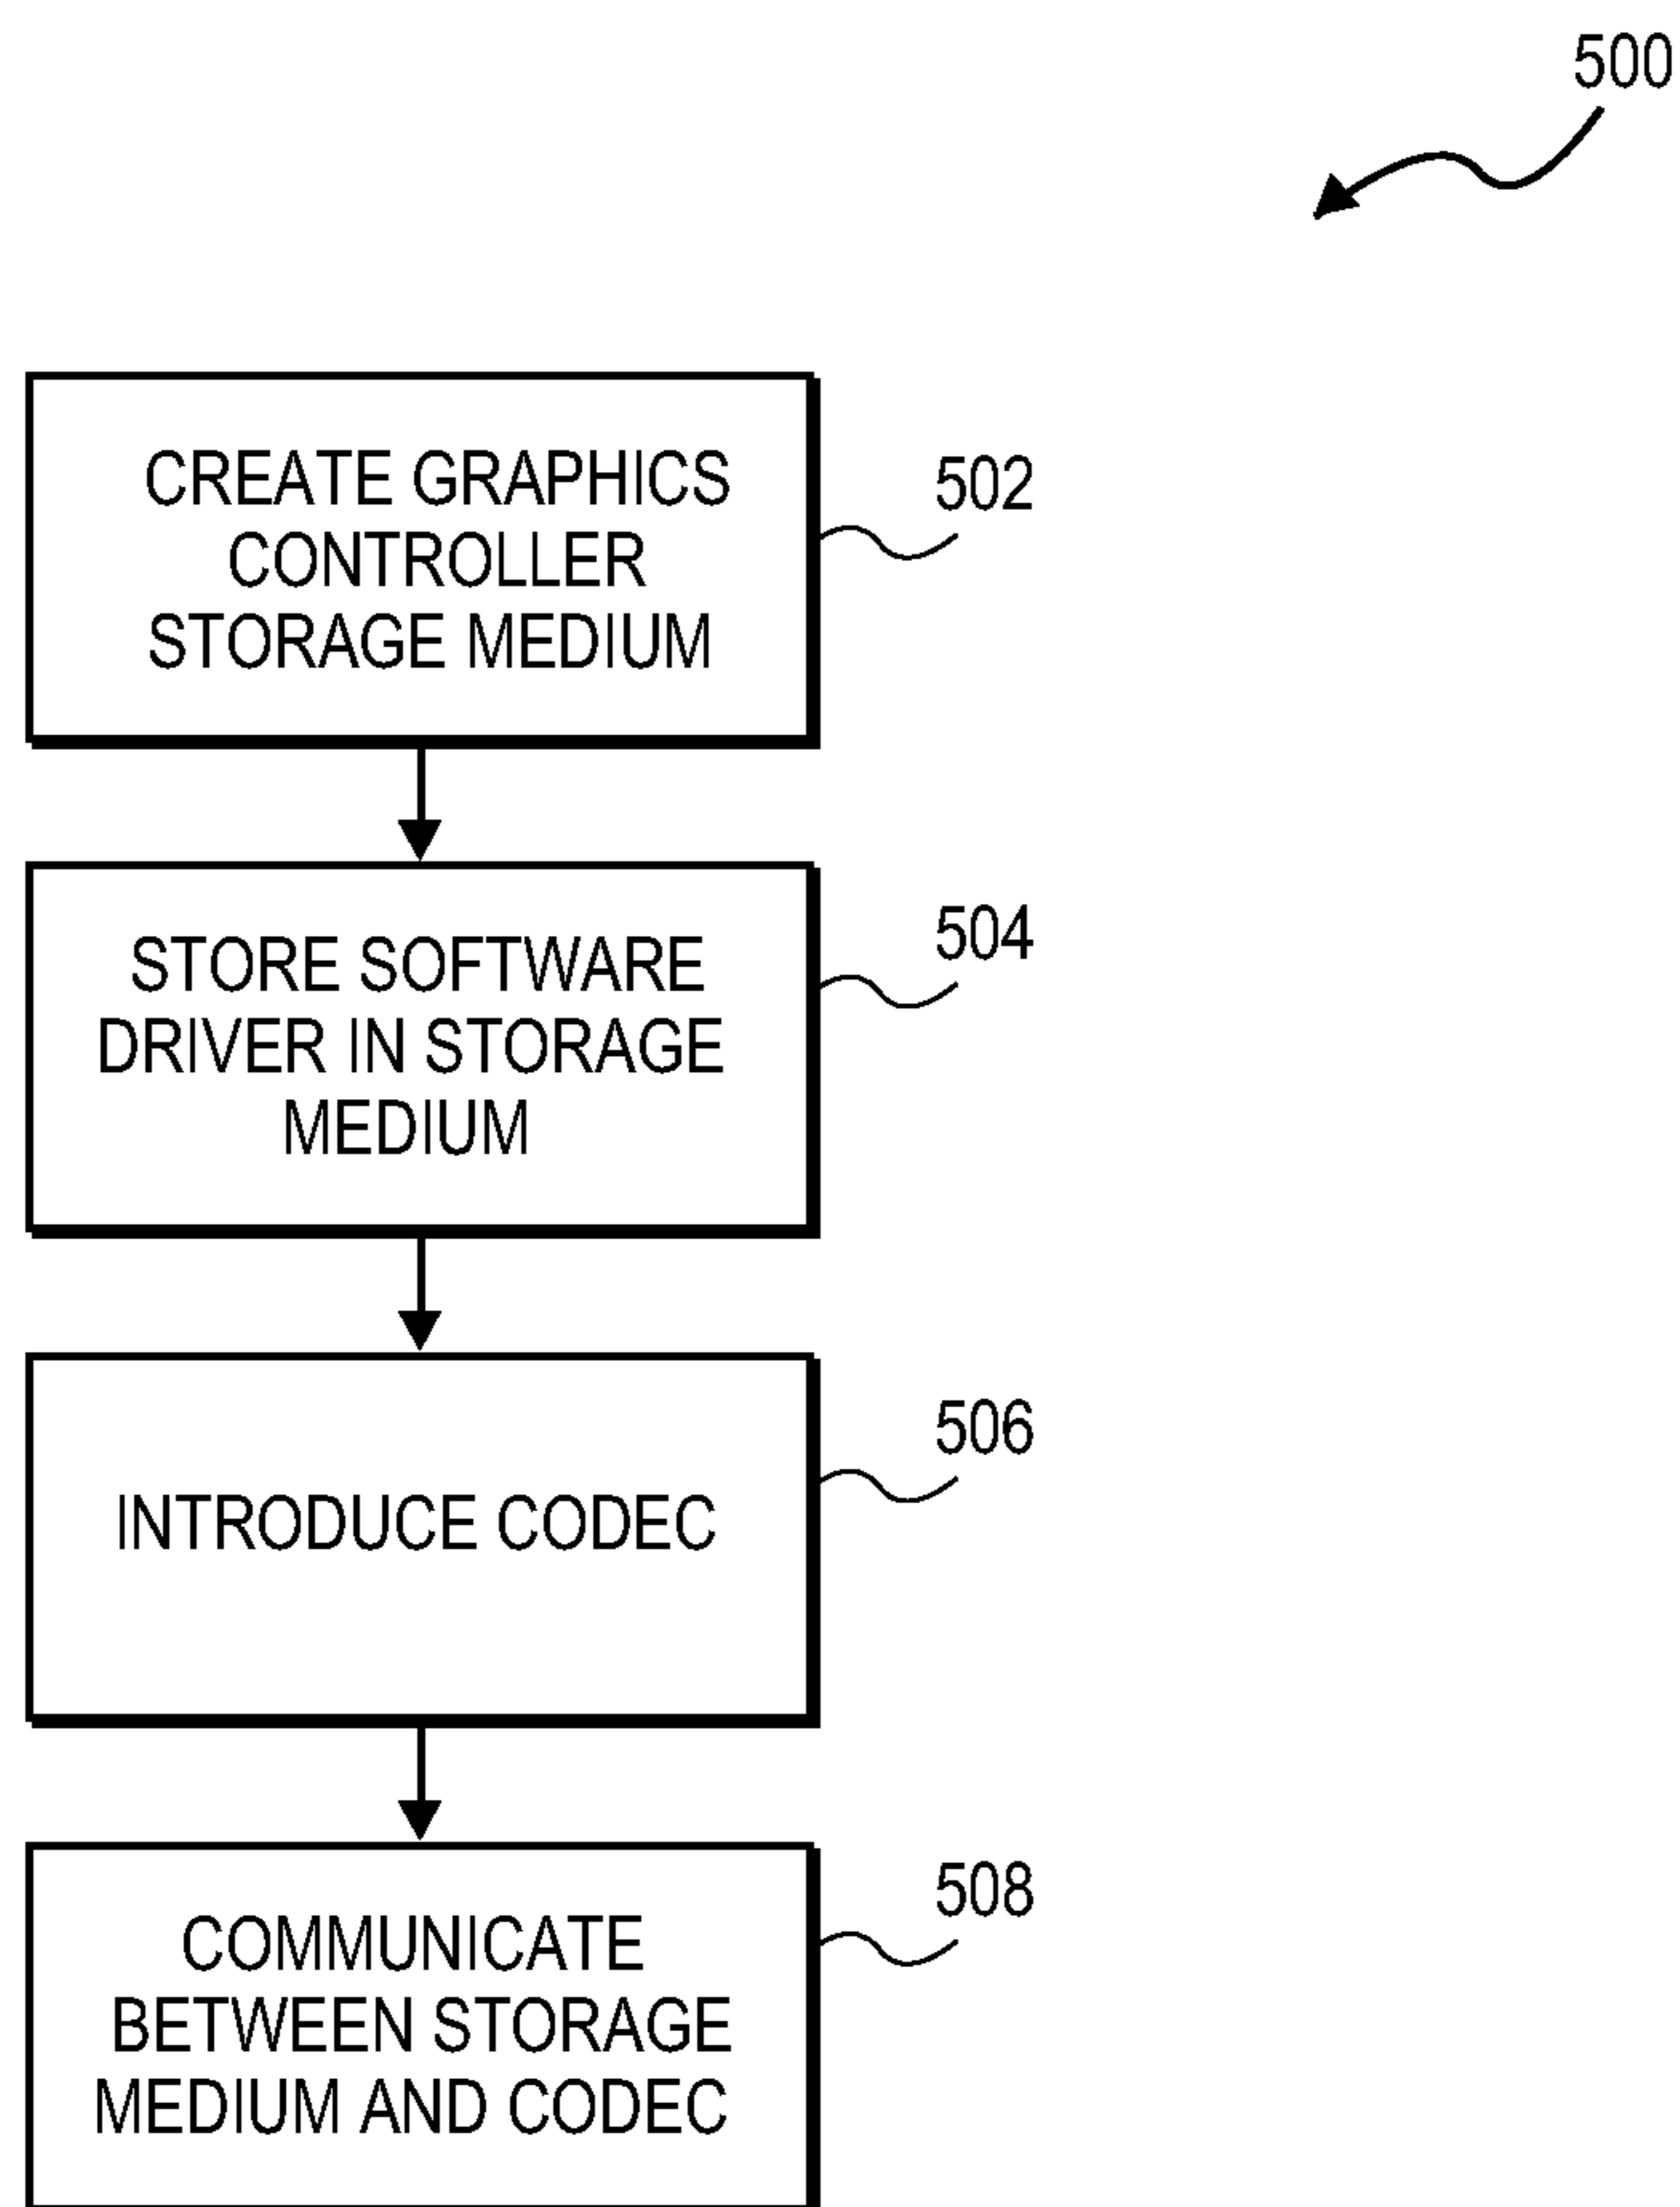 500
CREATE GRAPHICS
CONTROLLER
STORAGE MEDIUM
502
STORE SOFTWARE
DRIVER IN STORAGE
MEDIUM
504
INTRODUCE CODEC
506
COMMUNICATE
BETWEEN STORAGE
MEDIUM AND CODEC
508